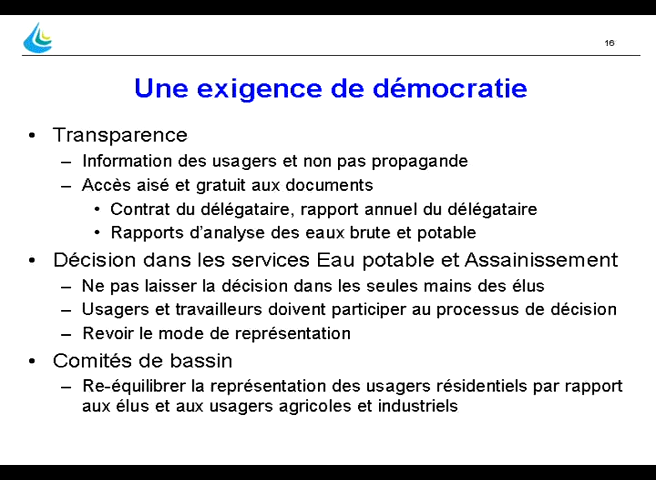 16
Une exigence de démocratie
• Transparence
– Information des usagers et non pas propagande
– Accès aisé et gratuit aux documents
• Contrat du délégataire, rapport annuel du délégataire
• Rapports d'analyse des eaux brute et potable
• Décision dans les services Eau potable et Assainissement
– Ne pas laisser la décision dans les seules mains des élus
– Usagers et travailleurs doivent participer au processus de décision
– Revoir le mode de représentation
• Comités de bassin
– Re-équilibrer la représentation des usagers résidentiels par rapport
aux élus et aux usagers agricoles et industriels